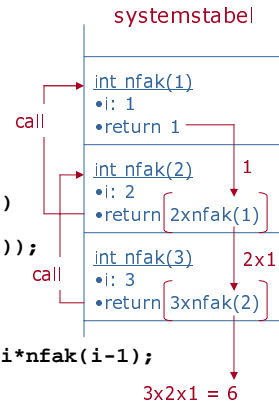 systemstabel
int nfak(1)
•i: 1
call
•return 1
int nfak(2)
1
•i: 2
)
•return 2xnfak(1)
));
int nfak(3)
2x1
call
•i: 3
•return 3xnfak(2)
i*nfak(i-1);
3x2x1 = 6